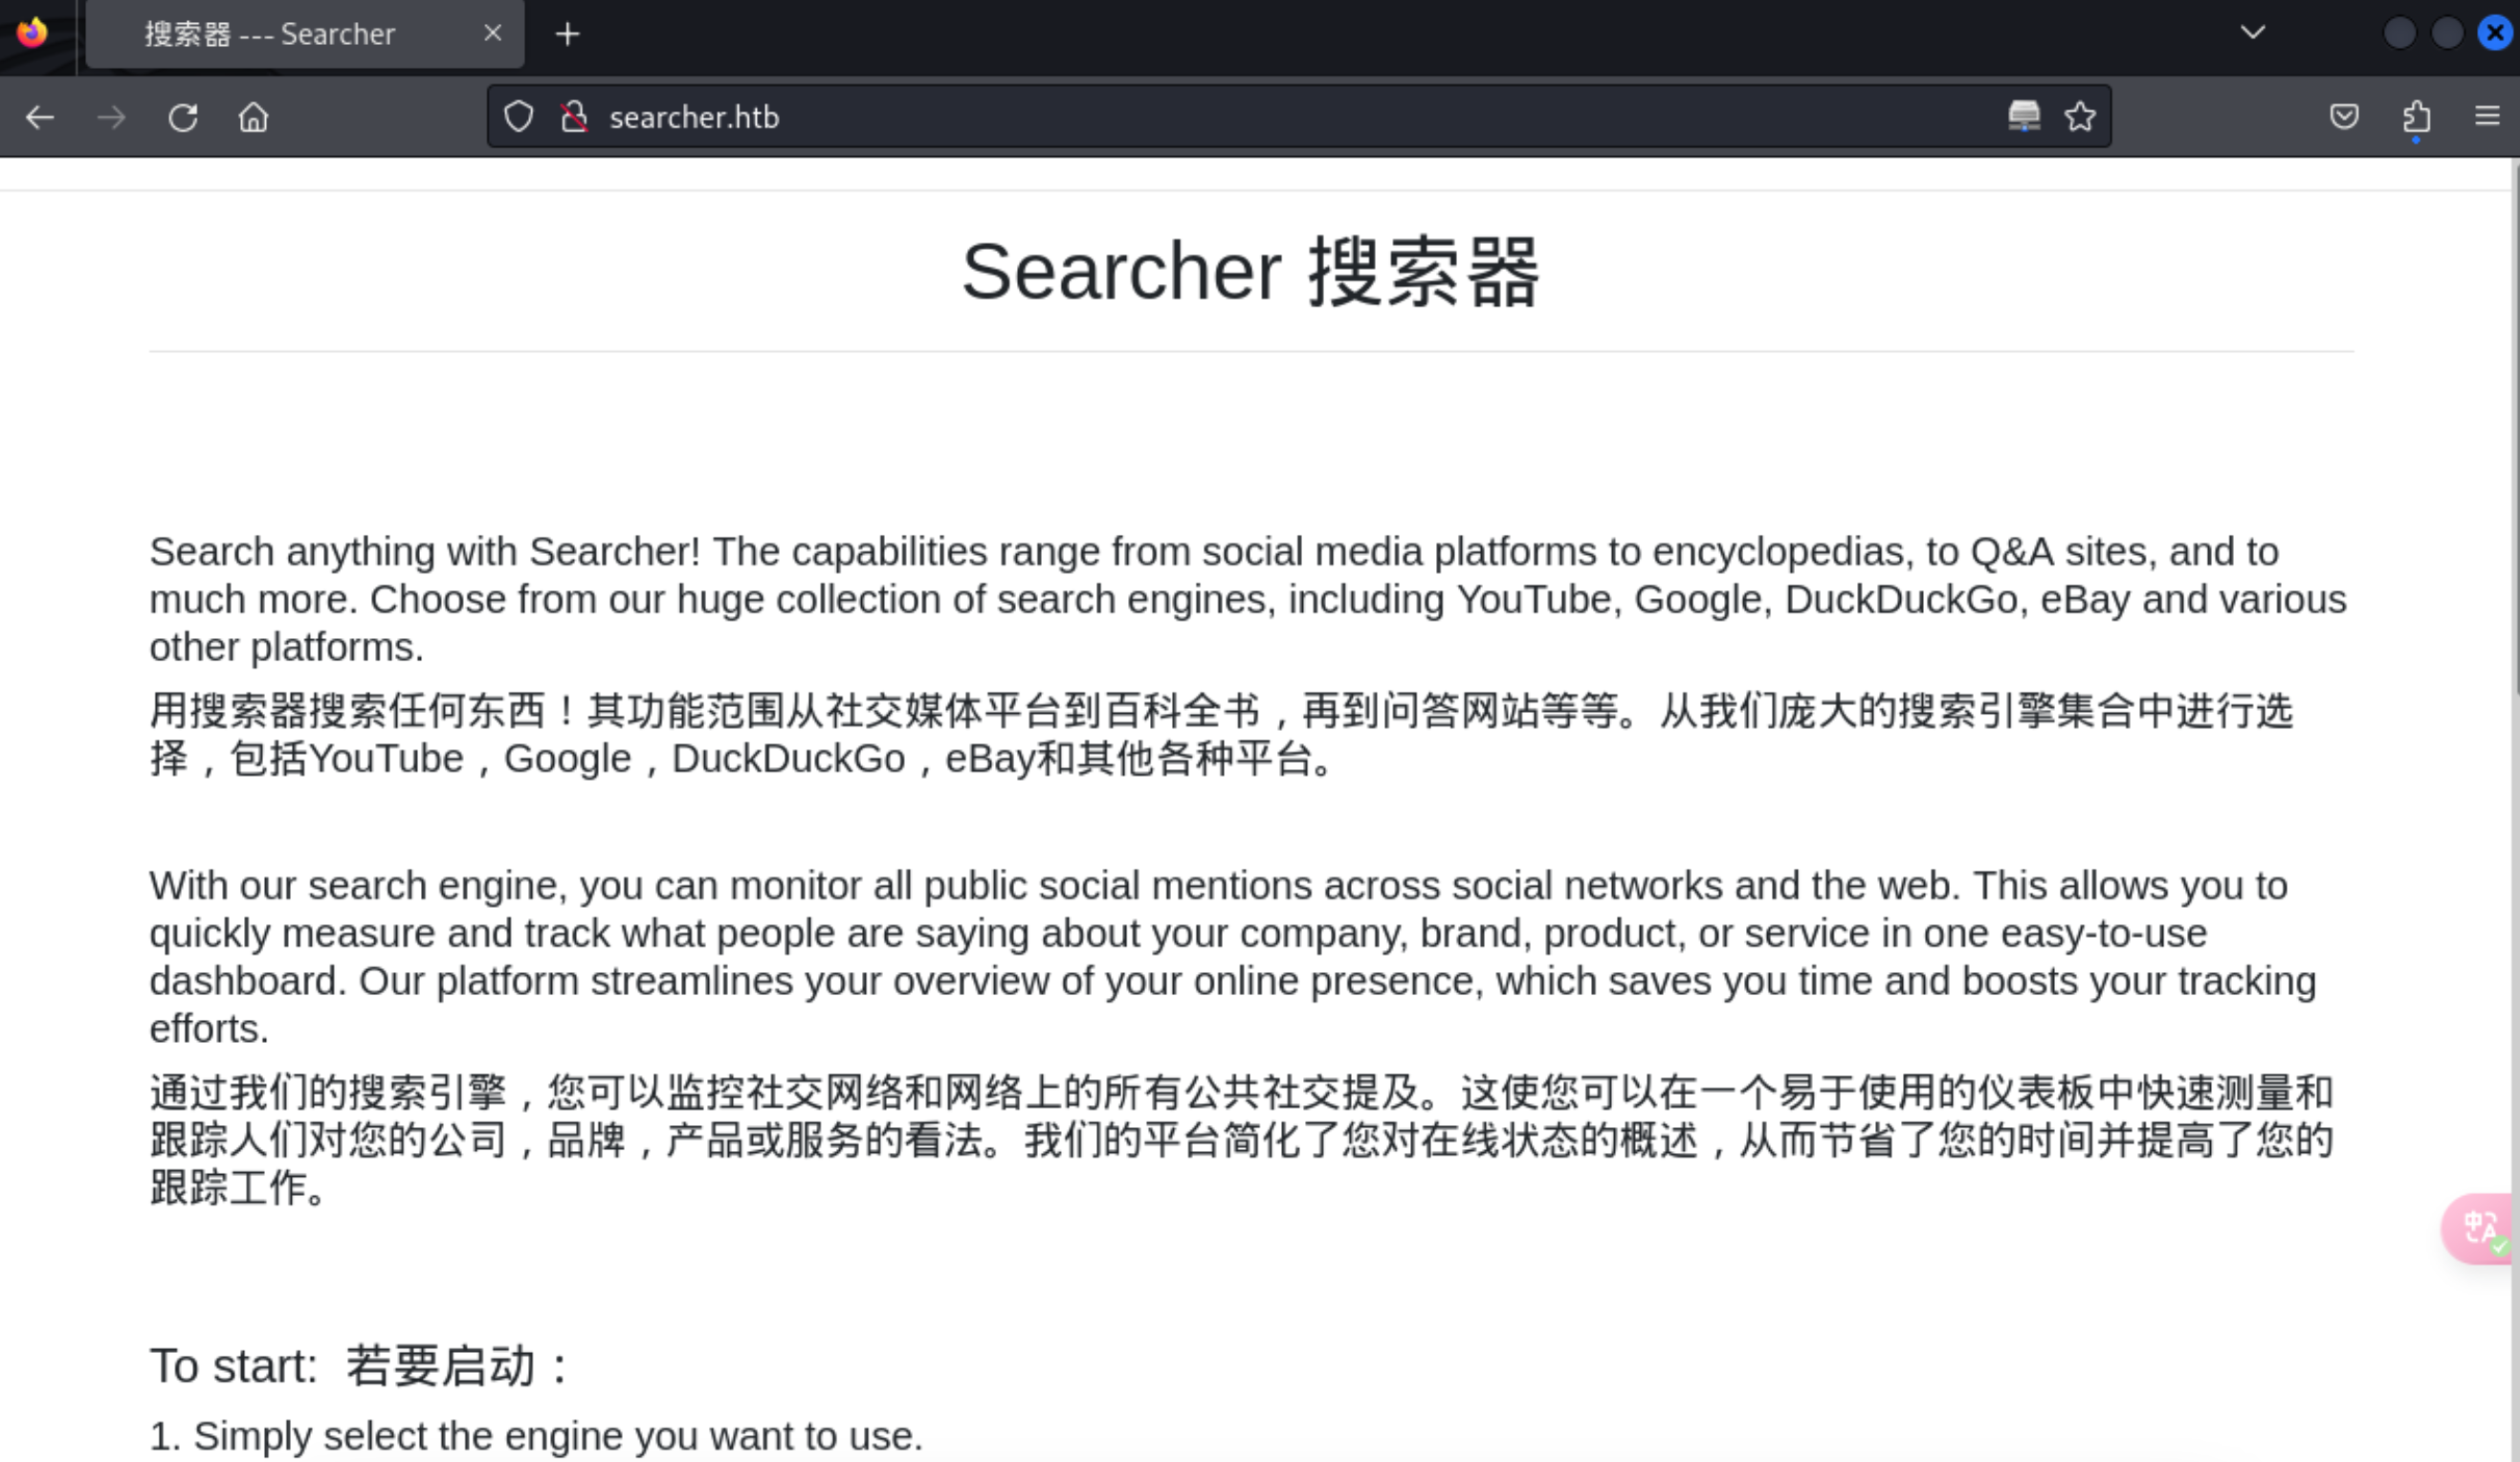 搜索器 --- Searcher
searcher.htb
Searcher 搜索器
Search anything with Searcher! The capabilities range from social media platforms to encyclopedias, to Q&A sites, and to
much more. Choose from our huge collection of search engines, including YouTube, Google, DuckDuckGo, eBay and various
other platforms.
用搜索器搜索任何东西！其功能范围从社交媒体平台到百科全书，再到问答网站等等。从我们庞大的搜索引擎集合中进行选
择，包括YouTube，Google，DuckDuckGo，eBay和其他各种平台。
With our search engine, you can monitor all public social mentions across social networks and the web. This allows you to
quickly measure and track what people are saying about your company, brand, product, or service in one easy-to-use
dashboard. Our platform streamlines your overview of your online presence, which saves you time and boosts your tracking
efforts.
通过我们的搜索引擎，您可以监控社交网络和网络上的所有公共社交提及。这使您可以在一个易于使用的仪表板中快速测量和
跟踪人们对您的公司，品牌，产品或服务的看法。我们的平台简化了您对在线状态的概述，从而节省了您的时间并提高了您的
跟踪工作。
To start: 若要启动：
1. Simply select the engine you want to use.